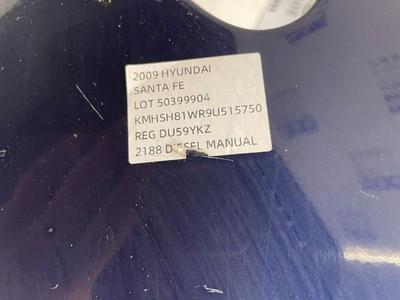 2009 HYUNDAI
SANTA FE
LOT 50399904
KMHSH81WR9U515750
REG DU59YKZ
2188 DIESEL MANUAL